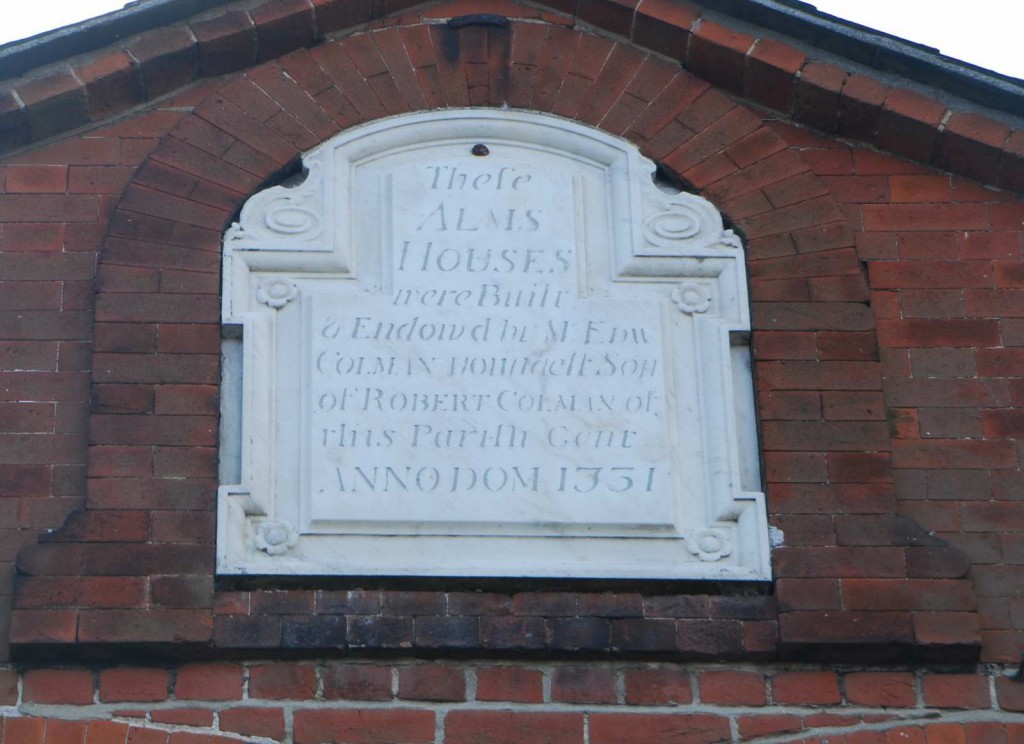 Theſe
ALMS
HOUSES
were Built
& Endow'd by Mr EDW
COLMAN youngeſt Son
of ROBERT COLMAN of
this Pariſh Gent
ANNO DOM 1731